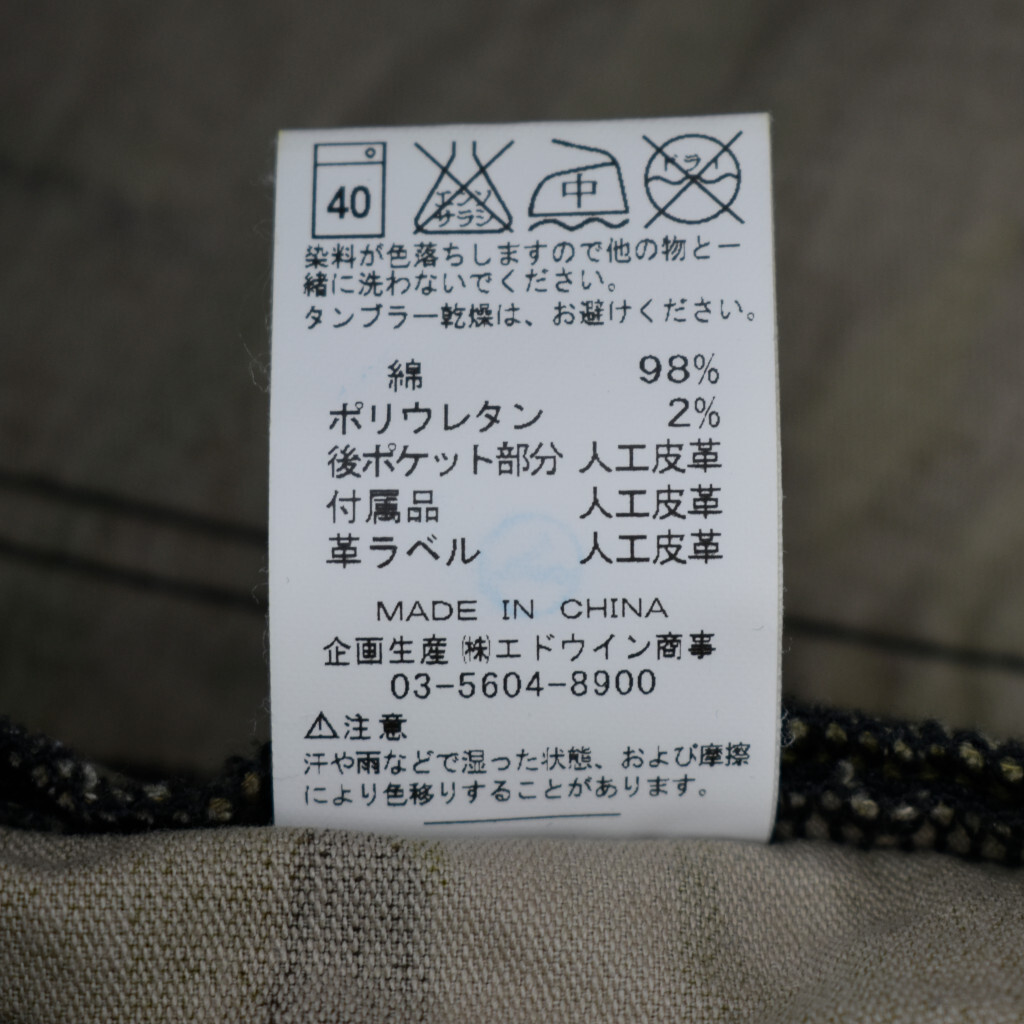 40 エンソ 中 ドライ
サラシ
染料が色落ちしますので他の物と一
緒に洗わないでください。
タンブラー乾燥は、お避けください。
綿 98%
ポリウレタン 2%
後ポケット部分 人工皮革
付属品 人工皮革
革ラベル 人工皮革
MADE IN CHINA
企画生産 ㈱エドウイン商事
03-5604-8900
⚠注意
汗や雨などで湿った状態、および摩擦
により色移りすることがあります。